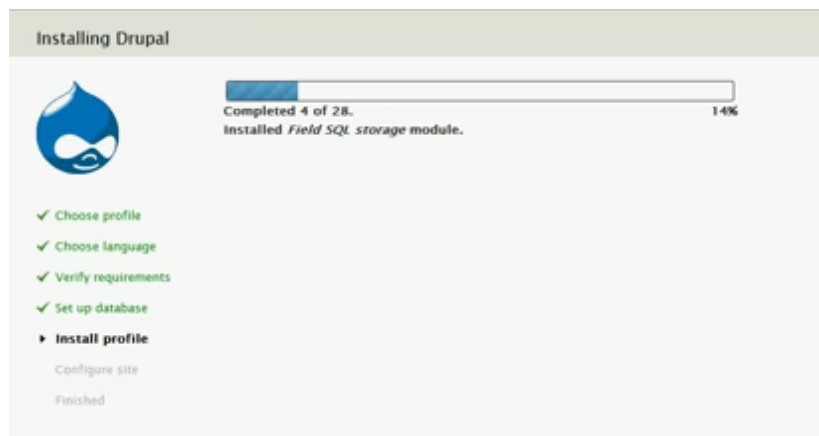 Installing Drupal
Completed 4 of 28.
14%
Installed Field SQL storage module.
Choose profile
Choose language
Verify requirements
Set up database
Install profile
Configure site
Finished